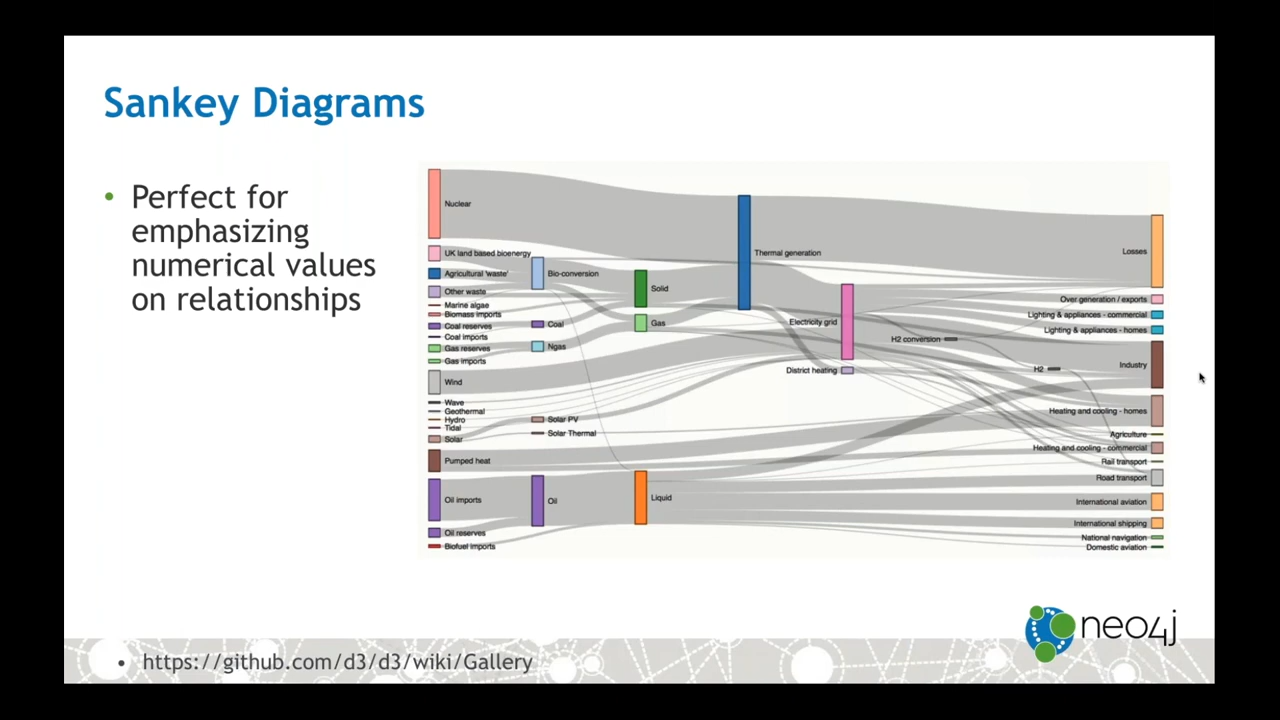 Sankey Diagrams
• Perfect for
emphasizing
numerical values
on relationships
Nuclear
UK land based bioenergy
Agricultural 'waste'
Other waste
Marine algae
Biomass imports
Coal reserves
Coal imports
Gas reserves
Gas imports
Wind
Wave
Geothermal
Hydro
Tidal
Solar
Pumped heat
Oil imports
Oil reserves
Biofuel imports
Bio-conversion
Coal
Ngas
Solar PV
Solar Thermal
Oil
Solid
Gas
Liquid
Thermal generation
Electricity grid
District heating
H2 conversion
H2
Losses
Over generation / exports
Lighting & appliances - commercial
Lighting & appliances - homes
Industry
Heating and cooling - homes
Agriculture
Heating and cooling - commercial
Rail transport
Road transport
International aviation
International shipping
National navigation
Domestic aviation
neo4j
• https://github.com/d3/d3/wiki/Gallery